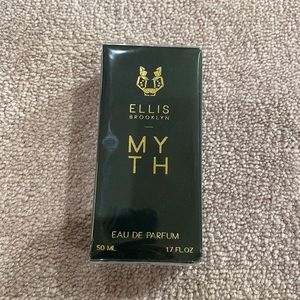 ELLIS
BROOKLYN
MY
TH
EAU DE PARFUM
50 ML 1.7 FL OZ